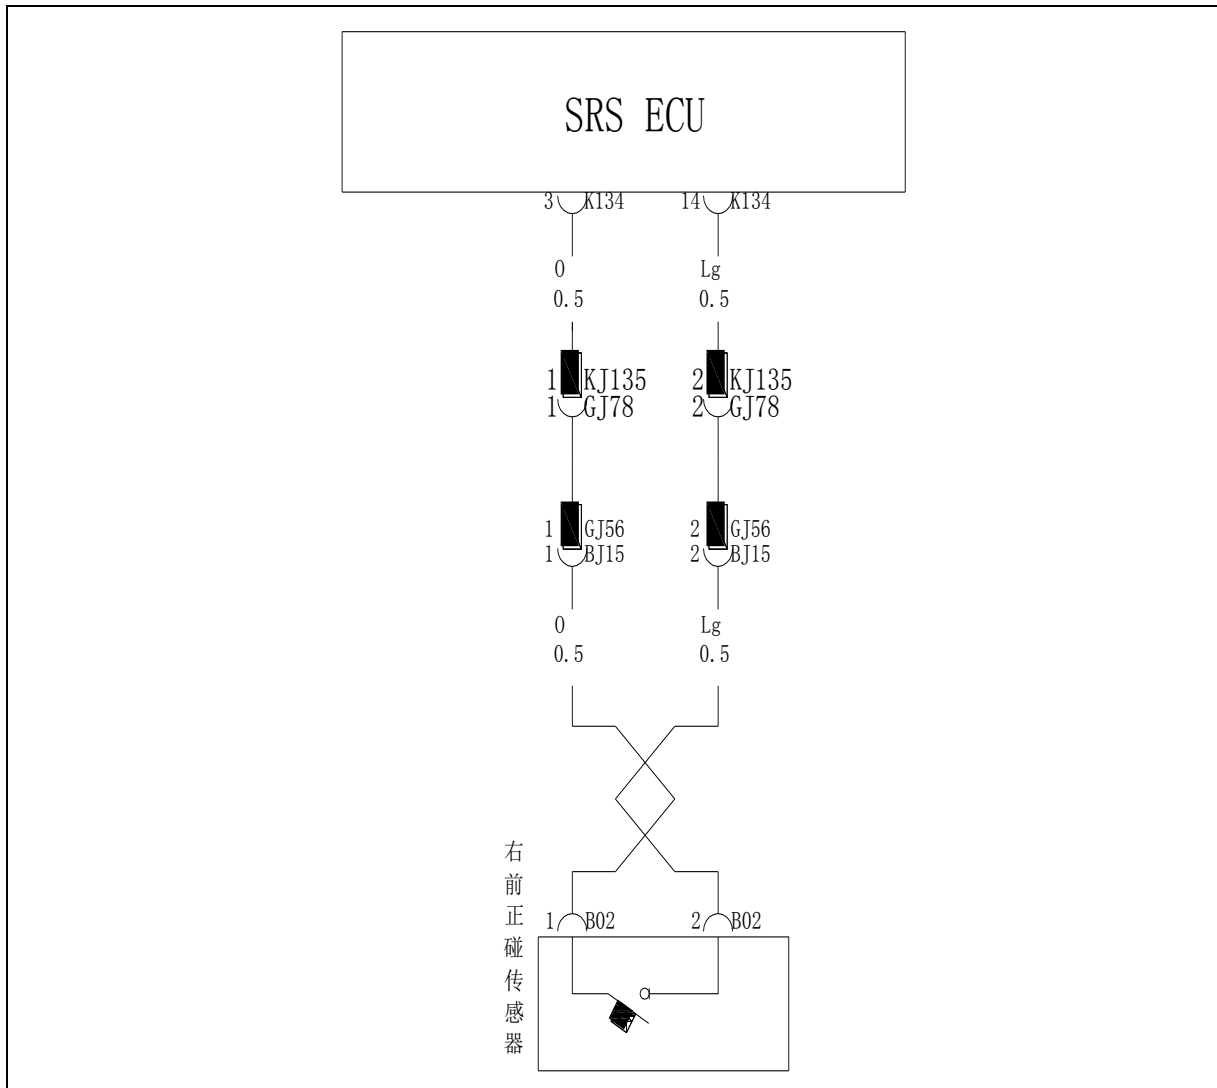 SRS ECU
3 K134 14 K134
O Lg
0.5 0.5
1 KJ135 2 KJ135
1 GJ78 2 GJ78
1 GJ56 2 GJ56
1 BJ15 2 BJ15
O Lg
0.5 0.5
右前正碰传感器
1 B02 2 B02